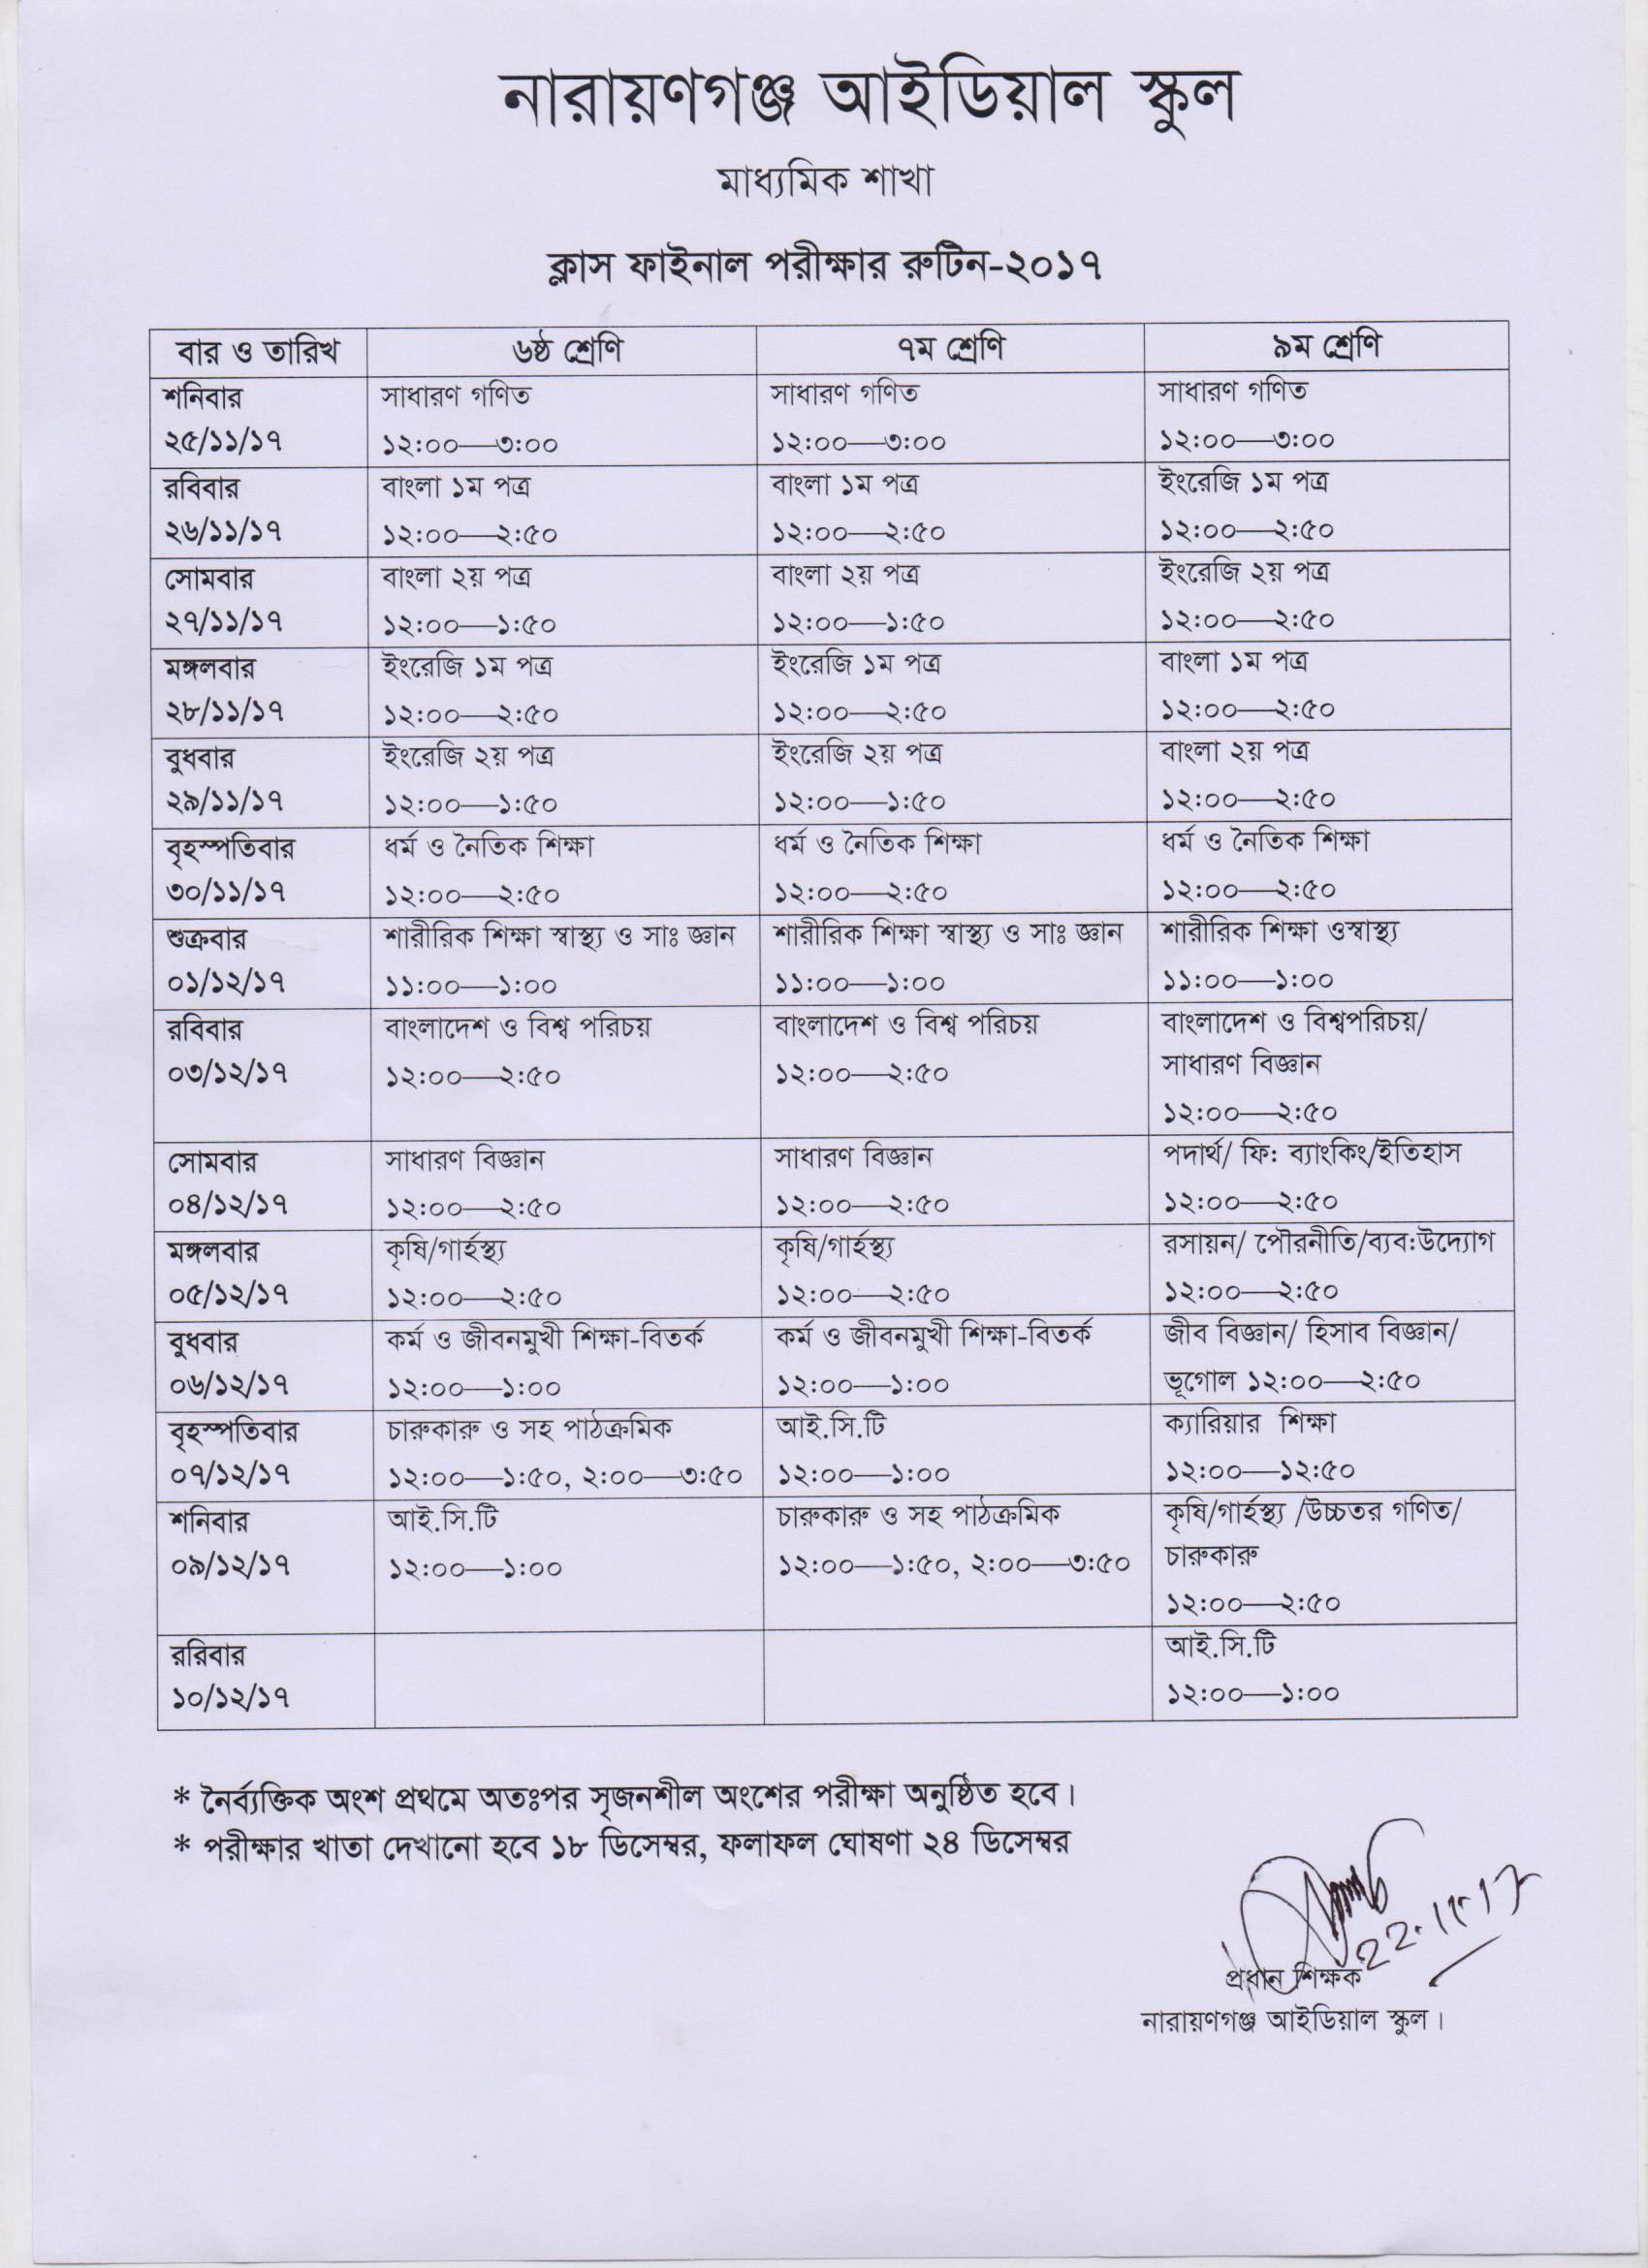 নারায়ণগঞ্জ আইডিয়াল স্কুল
মাধ্যমিক শাখা
ক্লাস ফাইনাল পরীক্ষার রুটিন-২০১৭
বার ও তারিখ ৬ষ্ঠ শ্রেণি ৭ম শ্রেণি ৯ম শ্রেণি
শনিবার সাধারণ গণিত সাধারণ গণিত সাধারণ গণিত
২৫/১১/১৭ ১২:০০—৩:০০ ১২:০০—৩:০০ ১২:০০—৩:০০
রবিবার বাংলা ১ম পত্র বাংলা ১ম পত্র ইংরেজি ১ম পত্র
২৬/১১/১৭ ১২:০০—২:৫০ ১২:০০—২:৫০ ১২:০০—২:৫০
সোমবার বাংলা ২য় পত্র বাংলা ২য় পত্র ইংরেজি ২য় পত্র
২৭/১১/১৭ ১২:০০—১:৫০ ১২:০০—১:৫০ ১২:০০—২:৫০
মঙ্গলবার ইংরেজি ১ম পত্র ইংরেজি ১ম পত্র বাংলা ১ম পত্র
২৮/১১/১৭ ১২:০০—২:৫০ ১২:০০—২:৫০ ১২:০০—২:৫০
বুধবার ইংরেজি ২য় পত্র ইংরেজি ২য় পত্র বাংলা ২য় পত্র
২৯/১১/১৭ ১২:০০—১:৫০ ১২:০০—১:৫০ ১২:০০—২:৫০
বৃহস্পতিবার ধর্ম ও নৈতিক শিক্ষা ধর্ম ও নৈতিক শিক্ষা ধর্ম ও নৈতিক শিক্ষা
৩০/১১/১৭ ১২:০০—২:৫০ ১২:০০—২:৫০ ১২:০০—২:৫০
শুক্রবার শারীরিক শিক্ষা স্বাস্থ্য ও সাঃ জ্ঞান শারীরিক শিক্ষা স্বাস্থ্য ও সাঃ জ্ঞান শারীরিক শিক্ষা ওস্বাস্থ্য
০১/১২/১৭ ১১:০০—১:০০ ১১:০০—১:০০ ১১:০০—১:০০
রবিবার বাংলাদেশ ও বিশ্ব পরিচয় বাংলাদেশ ও বিশ্ব পরিচয় বাংলাদেশ ও বিশ্বপরিচয়/
০৩/১২/১৭ ১২:০০—২:৫০ ১২:০০—২:৫০ সাধারণ বিজ্ঞান
১২:০০—২:৫০
সোমবার সাধারণ বিজ্ঞান সাধারণ বিজ্ঞান পদার্থ/ ফি: ব্যাংকিং/ইতিহাস
০৪/১২/১৭ ১২:০০—২:৫০ ১২:০০—২:৫০ ১২:০০—২:৫০
মঙ্গলবার কৃষি/গার্হস্থ্য কৃষি/গার্হস্থ্য রসায়ন/ পৌরনীতি/ব্যব:উদ্যোগ
০৫/১২/১৭ ১২:০০—২:৫০ ১২:০০—২:৫০ ১২:০০—২:৫০
বুধবার কর্ম ও জীবনমুখী শিক্ষা-বিতর্ক কর্ম ও জীবনমুখী শিক্ষা-বিতর্ক জীব বিজ্ঞান/ হিসাব বিজ্ঞান/
০৬/১২/১৭ ১২:০০—১:০০ ১২:০০—১:০০ ভূগোল ১২:০০—২:৫০
বৃহস্পতিবার চারুকারু ও সহ পাঠক্রমিক আই.সি.টি ক্যারিয়ার শিক্ষা
০৭/১২/১৭ ১২:০০—১:৫০, ২:০০—৩:৫০ ১২:০০—১:০০ ১২:০০—১২:৫০
শনিবার আই.সি.টি চারুকারু ও সহ পাঠক্রমিক কৃষি/গার্হস্থ্য /উচ্চতর গণিত/
০৯/১২/১৭ ১২:০০—১:০০ ১২:০০—১:৫০, ২:০০—৩:৫০ চারুকারু
১২:০০—২:৫০
ররিবার আই.সি.টি
১০/১২/১৭ ১২:০০—১:০০
* নৈর্ব্যক্তিক অংশ প্রথমে অতঃপর সৃজনশীল অংশের পরীক্ষা অনুষ্ঠিত হবে।
* পরীক্ষার খাতা দেখানো হবে ১৮ ডিসেম্বর, ফলাফল ঘোষণা ২৪ ডিসেম্বর
22.11.17
প্রধান শিক্ষক
নারায়ণগঞ্জ আইডিয়াল স্কুল।